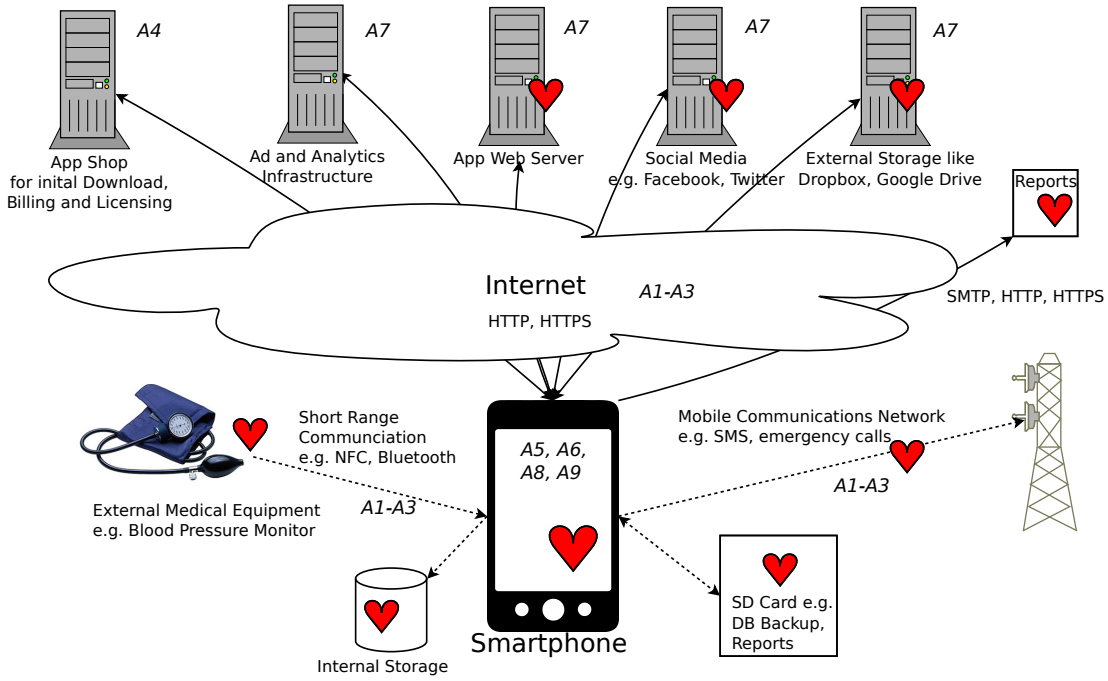 A4
A7
A7
A7
A7
App Shop
for inital Download,
Billing and Licensing
Ad and Analytics
Infrastructure
App Web Server
Social Media
e.g. Facebook, Twitter
External Storage like
Dropbox, Google Drive
Reports
Internet
A1-A3
HTTP, HTTPS
SMTP, HTTP, HTTPS
Short Range
Communciation
e.g. NFC, Bluetooth
A1-A3
External Medical Equipment
e.g. Blood Pressure Monitor
A5, A6,
A8, A9
Mobile Communications Network
e.g. SMS, emergency calls
A1-A3
Smartphone
Internal Storage
SD Card e.g.
DB Backup,
Reports